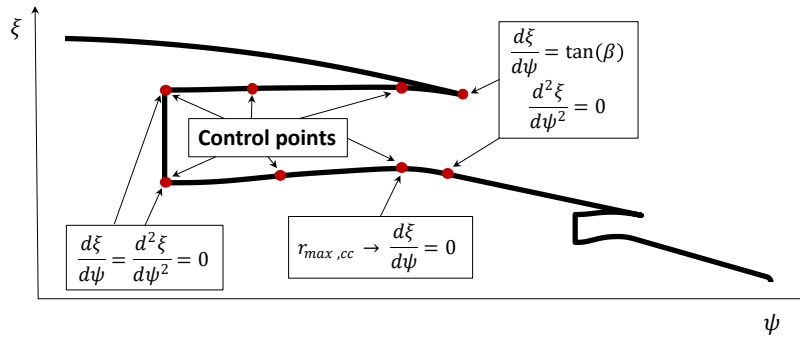 ξ
dξ/dψ = tan(β)
d²ξ/dψ² = 0
Control points
dξ/dψ = d²ξ/dψ² = 0
r_max,cc → dξ/dψ = 0
ψ